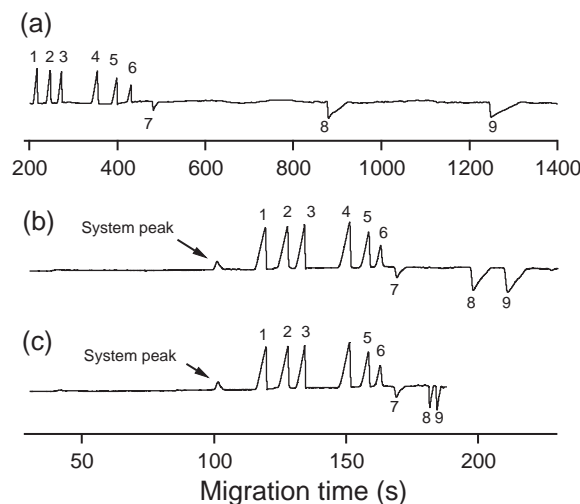 (a)
1 2 3 4 5 6
7 8 9
200 400 600 800 1000 1200 1400
(b)
System peak
1 2 3 4 5 6
7 8 9
(c)
System peak
1 2 3 5 6
7 8 9
50 100 150 200
Migration time (s)